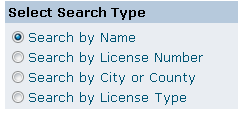 Select Search Type
Search by Name
Search by License Number
Search by City or County
Search by License Type